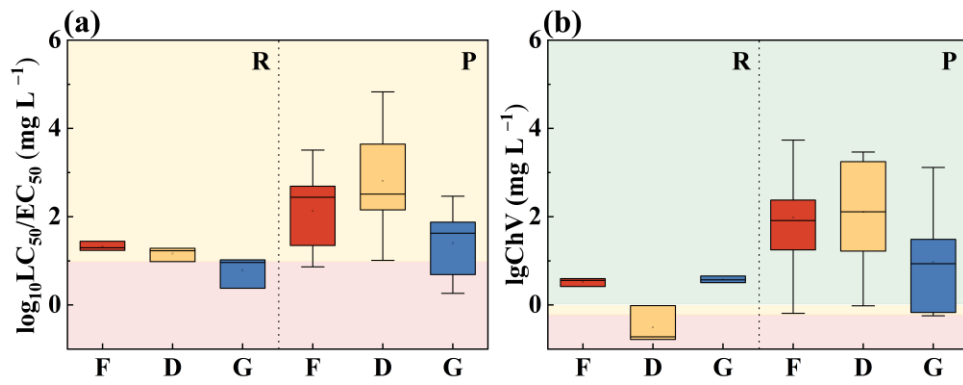 (a)
6
4
2
0
log₁₀LC₅₀/EC₅₀ (mg L ⁻¹)
R
P
F D G F D G
(b)
6
4
2
0
lgChV (mg L ⁻¹)
R
P
F D G F D G